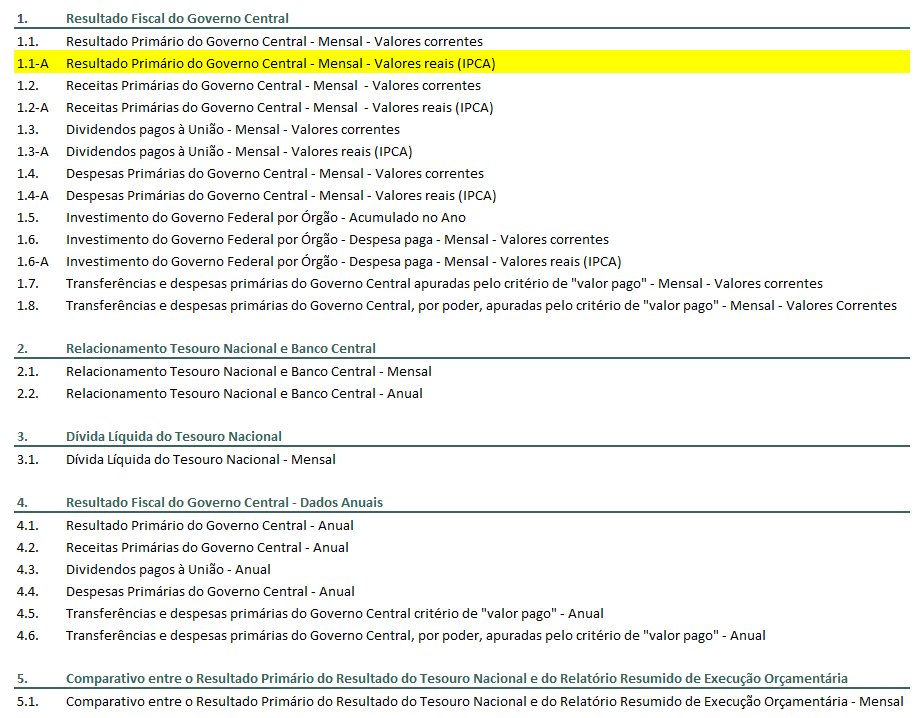 1. Resultado Fiscal do Governo Central
1.1. Resultado Primário do Governo Central - Mensal - Valores correntes
1.1-A Resultado Primário do Governo Central - Mensal - Valores reais (IPCA)
1.2. Receitas Primárias do Governo Central - Mensal - Valores correntes
1.2-A Receitas Primárias do Governo Central - Mensal - Valores reais (IPCA)
1.3. Dividendos pagos à União - Mensal - Valores correntes
1.3-A Dividendos pagos à União - Mensal - Valores reais (IPCA)
1.4. Despesas Primárias do Governo Central - Mensal - Valores correntes
1.4-A Despesas Primárias do Governo Central - Mensal - Valores reais (IPCA)
1.5. Investimento do Governo Federal por Órgão - Acumulado no Ano
1.6. Investimento do Governo Federal por Órgão - Despesa paga - Mensal - Valores correntes
1.6-A Investimento do Governo Federal por Órgão - Despesa paga - Mensal - Valores reais (IPCA)
1.7. Transferências e despesas primárias do Governo Central apuradas pelo critério de "valor pago" - Mensal - Valores correntes
1.8. Transferências e despesas primárias do Governo Central, por poder, apuradas pelo critério de "valor pago" - Mensal - Valores Correntes
2. Relacionamento Tesouro Nacional e Banco Central
2.1. Relacionamento Tesouro Nacional e Banco Central - Mensal
2.2. Relacionamento Tesouro Nacional e Banco Central - Anual
3. Dívida Líquida do Tesouro Nacional
3.1. Dívida Líquida do Tesouro Nacional - Mensal
4. Resultado Fiscal do Governo Central - Dados Anuais
4.1. Resultado Primário do Governo Central - Anual
4.2. Receitas Primárias do Governo Central - Anual
4.3. Dividendos pagos à União - Anual
4.4. Despesas Primárias do Governo Central - Anual
4.5. Transferências e despesas primárias do Governo Central critério de "valor pago" - Anual
4.6. Transferências e despesas primárias do Governo Central, por poder, apuradas pelo critério de "valor pago" - Anual
5. Comparativo entre o Resultado Primário do Resultado do Tesouro Nacional e do Relatório Resumido de Execução Orçamentária
5.1. Comparativo entre o Resultado Primário do Resultado do Tesouro Nacional e do Relatório Resumido de Execução Orçamentária - Mensal